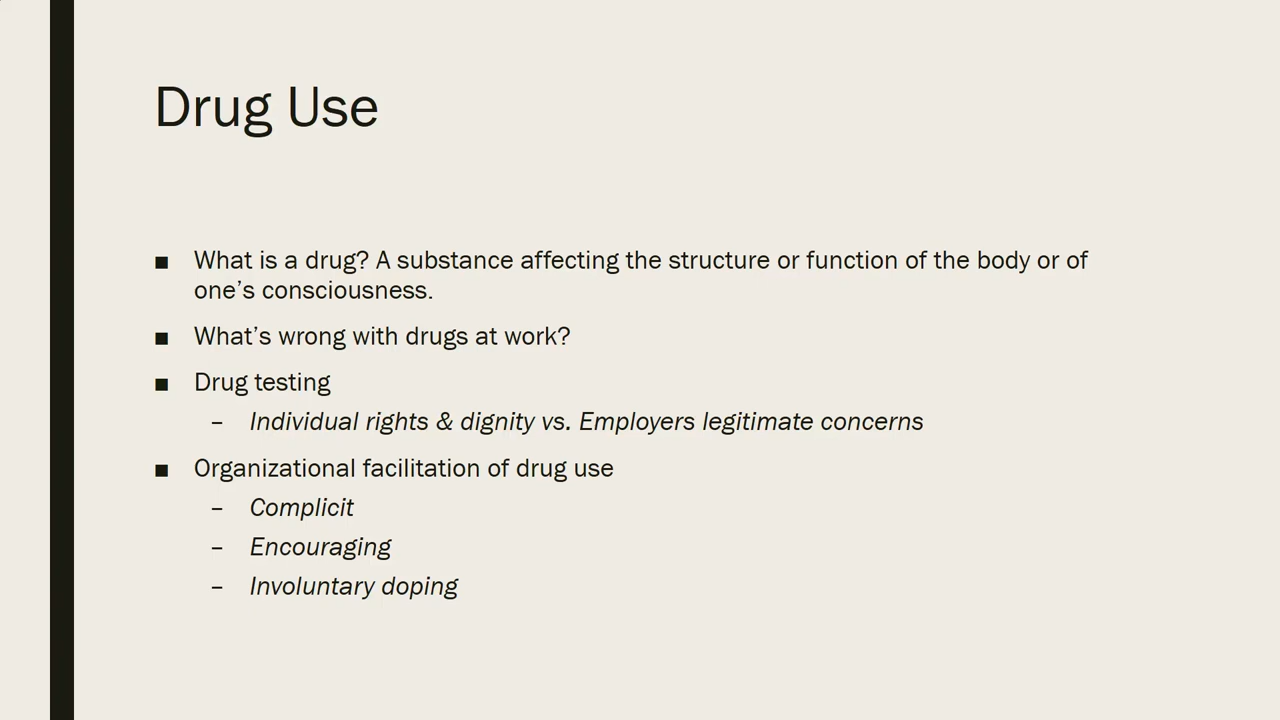 Drug Use
■ What is a drug? A substance affecting the structure or function of the body or of
one’s consciousness.
■ What’s wrong with drugs at work?
■ Drug testing
– Individual rights & dignity vs. Employers legitimate concerns
■ Organizational facilitation of drug use
– Complicit
– Encouraging
– Involuntary doping